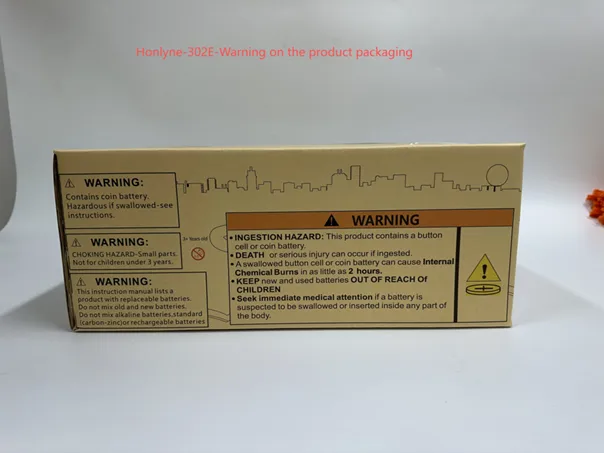 Honlyne-302E-Warning on the product packaging
WARNING:
Contains coin battery.
Hazardous if swallowed-see
instructions.
WARNING:
CHOKING HAZARD-Small parts.
Not for children under 3 years.
3+ Years old
WARNING:
This instruction manual lists a
product with replaceable batteries.
Do not mix old and new batteries.
Do not mix alkaline batteries,standard
(carbon-zinc)or rechargeable batteries
WARNING
• INGESTION HAZARD: This product contains a button
cell or coin battery.
• DEATH or serious injury can occur if ingested.
• A swallowed button cell or coin battery can cause Internal
Chemical Burns in as little as 2 hours.
• KEEP new and used batteries OUT OF REACH Of
CHILDREN
• Seek immediate medical attention if a battery is
suspected to be swallowed or inserted inside any part of
the body.